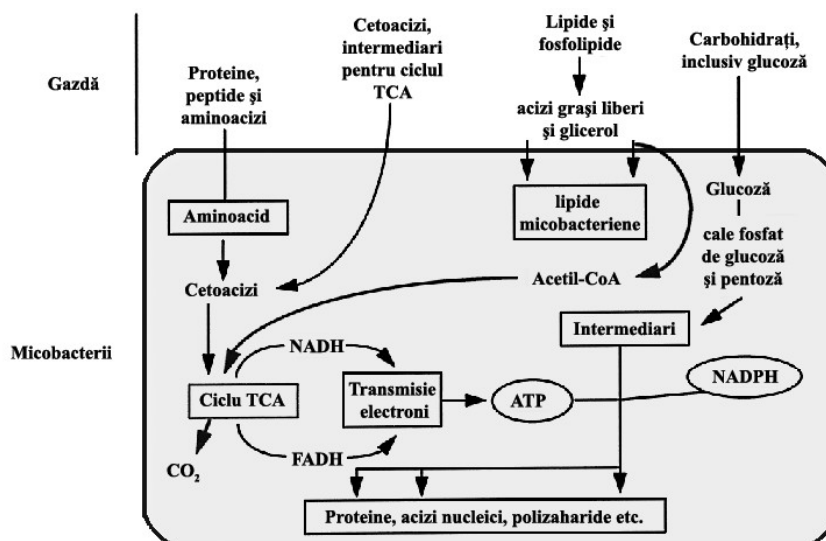 Gazdă
Proteine,
peptide şi
aminoacizi
Cetoacizi,
intermediari
pentru ciclul
TCA
Lipide şi
fosfolipide
acizi graşi liberi
şi glicerol
Carbohidraţi,
inclusiv glucoză
Micobacterii
Aminoacid
Cetoacizi
lipide
micobacteriene
Glucoză
cale fosfat
de glucoză
şi pentoză
Acetil-CoA
Intermediari
NADH
Ciclu TCA
Transmisie
electroni
ATP
NADPH
FADH
CO₂
Proteine, acizi nucleici, polizaharide etc.